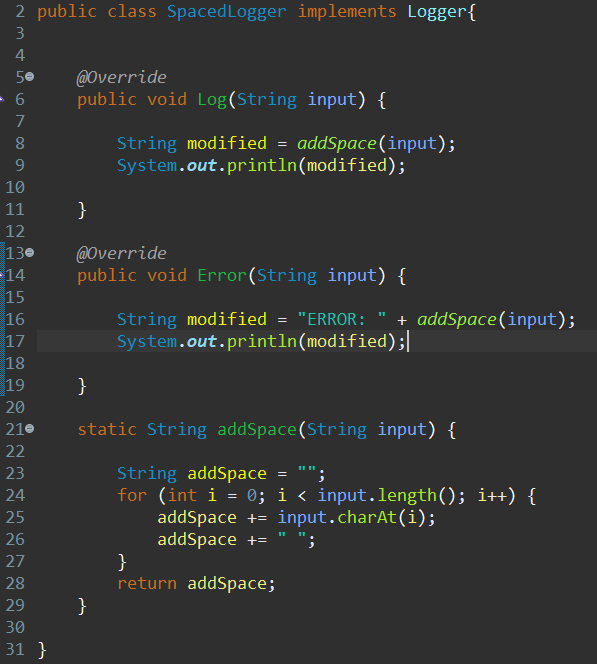 2 public class SpacedLogger implements Logger{
3
4
5 @Override
6 public void Log(String input) {
7
8 String modified = addSpace(input);
9 System.out.println(modified);
10
11 }
12
13 @Override
14 public void Error(String input) {
15
16 String modified = "ERROR: " + addSpace(input);
17 System.out.println(modified);
18
19 }
20
21 static String addSpace(String input) {
22
23 String addSpace = "";
24 for (int i = 0; i < input.length(); i++) {
25 addSpace += input.charAt(i);
26 addSpace += " ";
27 }
28 return addSpace;
29 }
30
31 }